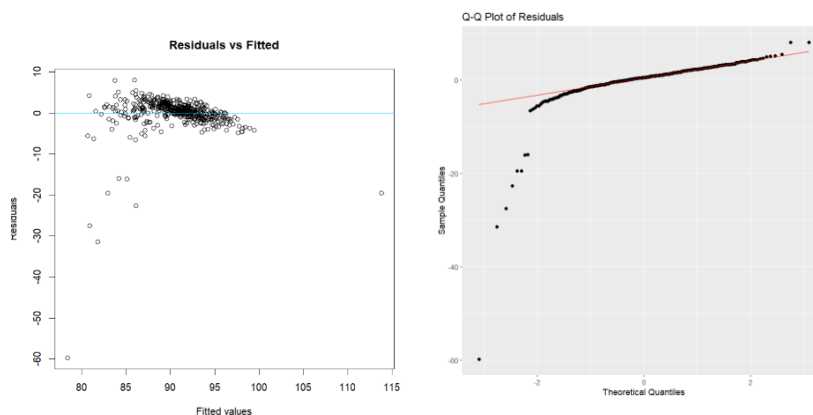 Residuals vs Fitted
Residuals
10
0
-10
-20
-30
-40
-50
-60
80 85 90 95 100 105 110 115
Fitted values
Q-Q Plot of Residuals
Sample Quantiles
0
-20
-40
-60
-2 0 2
Theoretical Quantiles